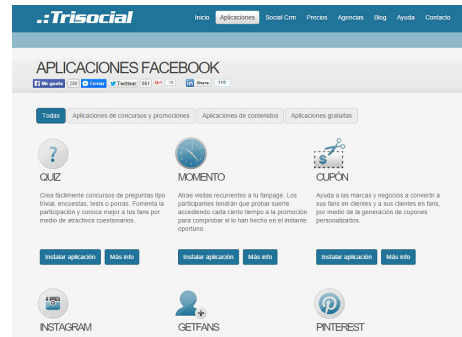 .:Trisocial
Inicio Aplicaciones Social Crm Precios Agencias Blog Ayuda Contacto
APLICACIONES FACEBOOK
Me gusta Enviar Twittear 861 G+1 Share 115
Todas Aplicaciones de concursos y promociones Aplicaciones de contenidos Aplicaciones gratuitas
QUIZ
Crea fácilmente concursos de preguntas tipo
trivial, encuestas, tests o porras. Fomenta la
participación y conoce mejor a tus fans por
medio de atractivos cuestionarios.
Instalar aplicación Más info
MOMENTO
Atrae visitas recurrentes a tu fanpage. Los
participantes tendrán que probar suerte
accediendo cada cierto tiempo a la promoción
para comprobar si lo han hecho en el instante
oportuno.
Instalar aplicación Más info
CUPÓN
Ayuda a las marcas y negocios a convertir a
sus fans en clientes y a sus clientes en fans,
por medio de la generación de cupones
personalizados.
Instalar aplicación Más info
INSTAGRAM
GETFANS
PINTEREST